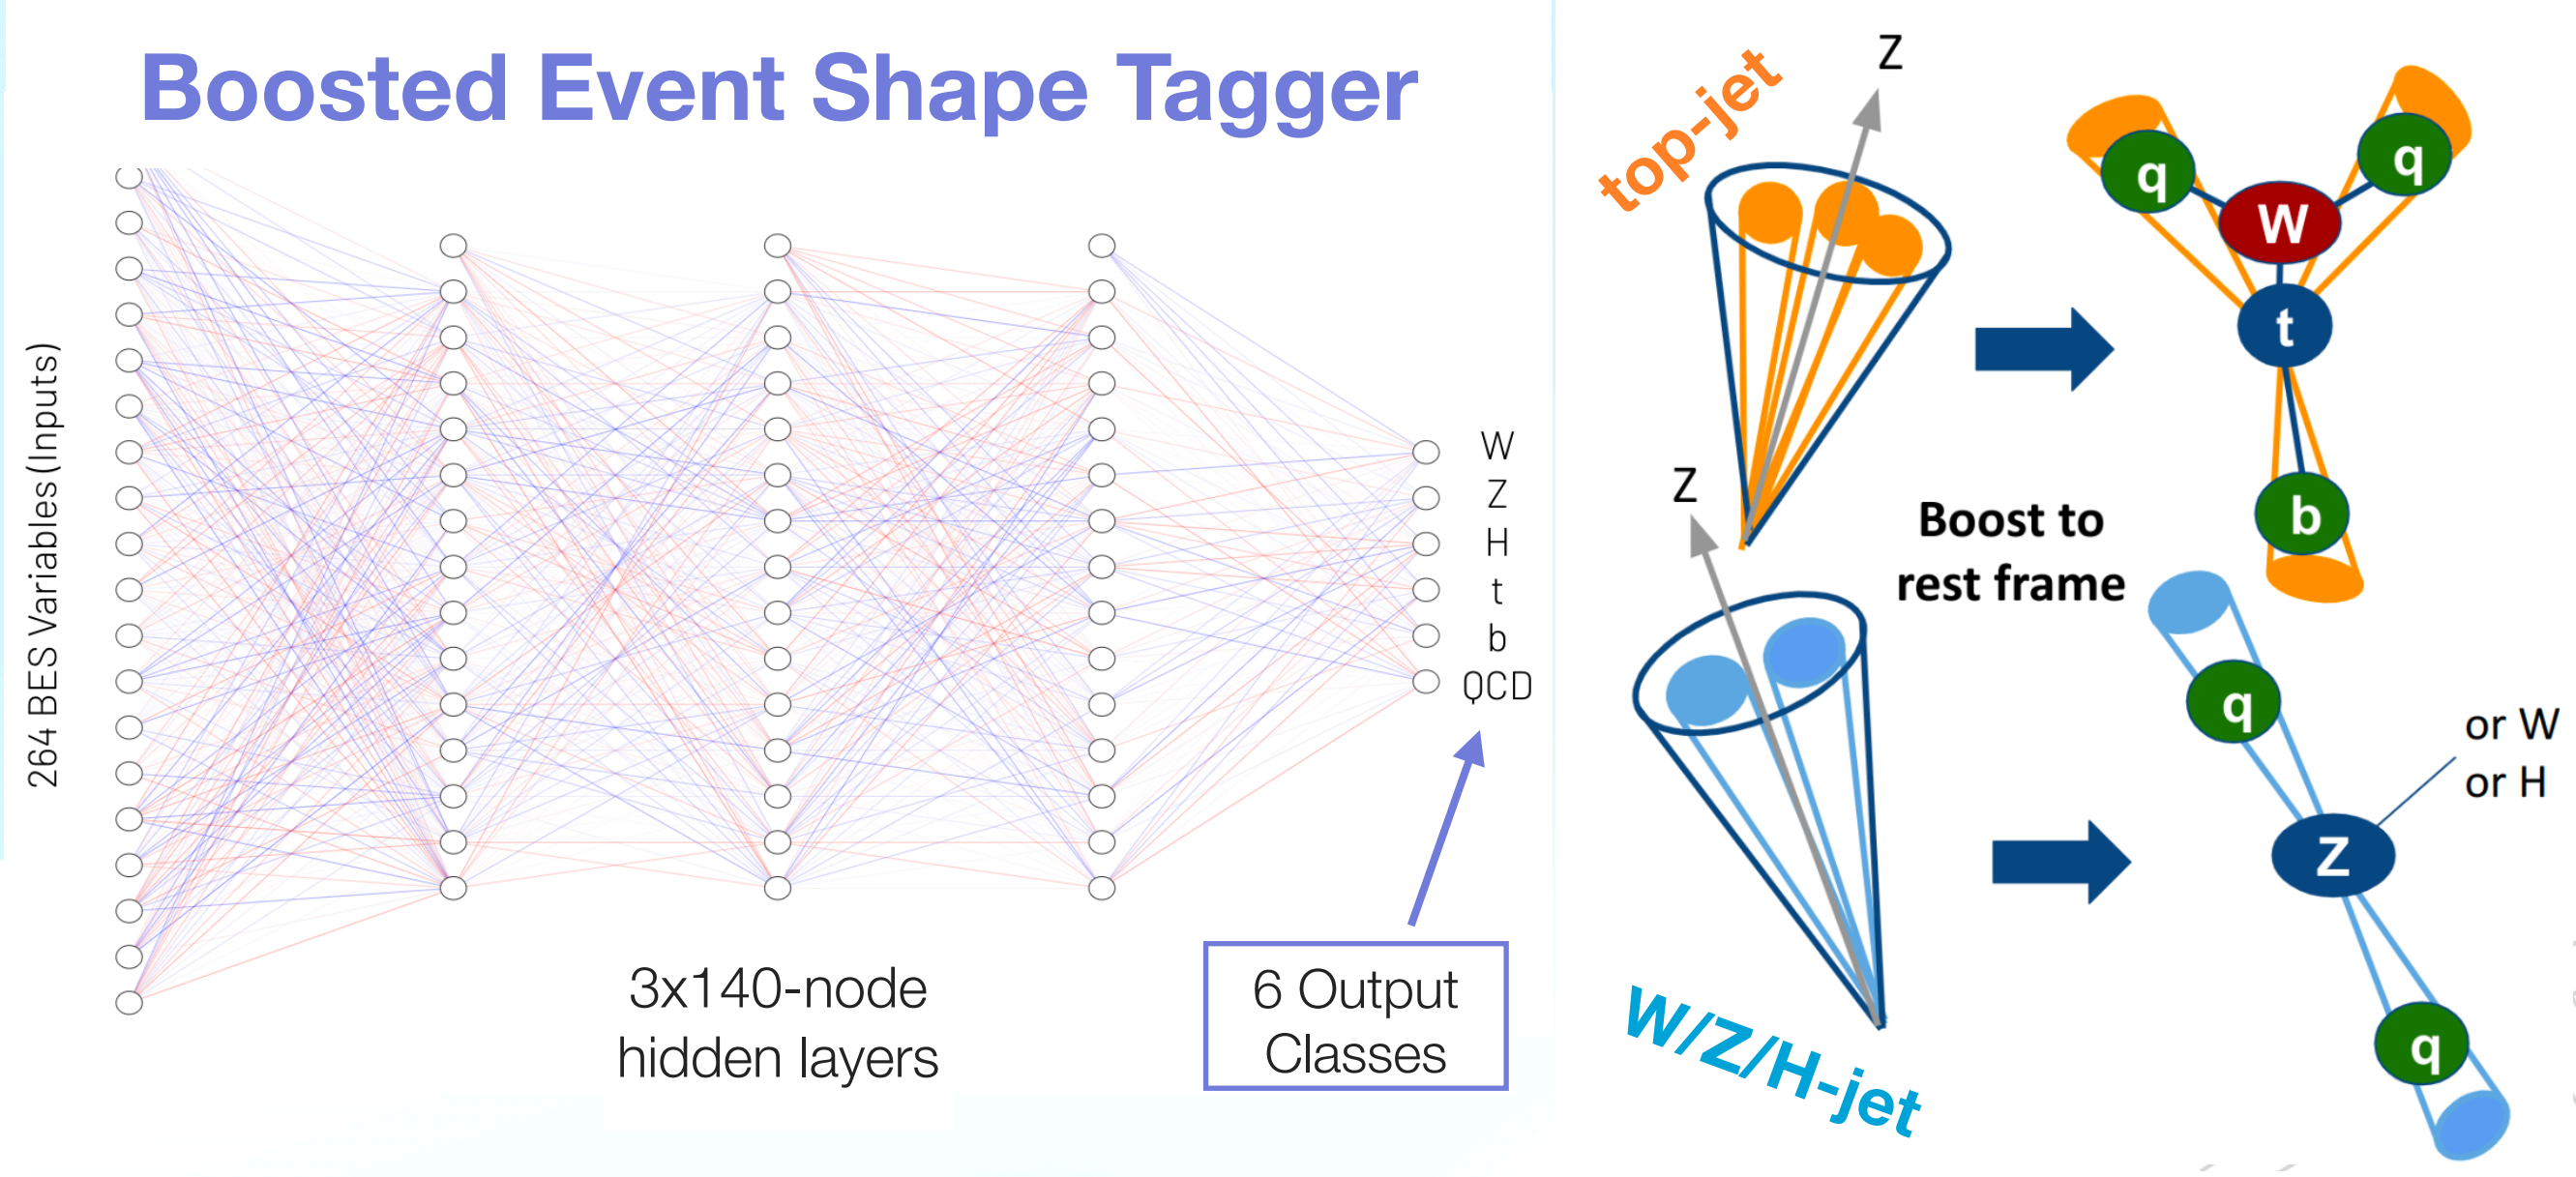 Boosted Event Shape Tagger
264 BES Variables (Inputs)
W
Z
H
t
b
QCD
3x140-node
hidden layers
6 Output
Classes
top-jet
Z
q
W
q
t
b
Boost to
rest frame
Z
W/Z/H-jet
q
Z
or W
or H
q